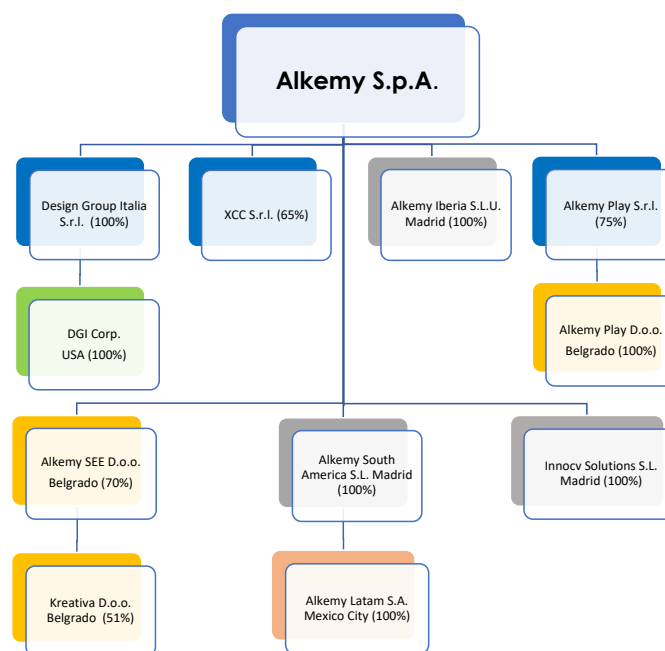 Alkemy S.p.A.
Design Group Italia
S.r.l. (100%)
XCC S.r.l. (65%)
Alkemy Iberia S.L.U.
Madrid (100%)
Alkemy Play S.r.l.
(75%)
DGI Corp.
USA (100%)
Alkemy Play D.o.o.
Belgrado (100%)
Alkemy SEE D.o.o.
Belgrado (70%)
Alkemy South
America S.L. Madrid
(100%)
Innocv Solutions S.L.
Madrid (100%)
Kreativa D.o.o.
Belgrado (51%)
Alkemy Latam S.A.
Mexico City (100%)